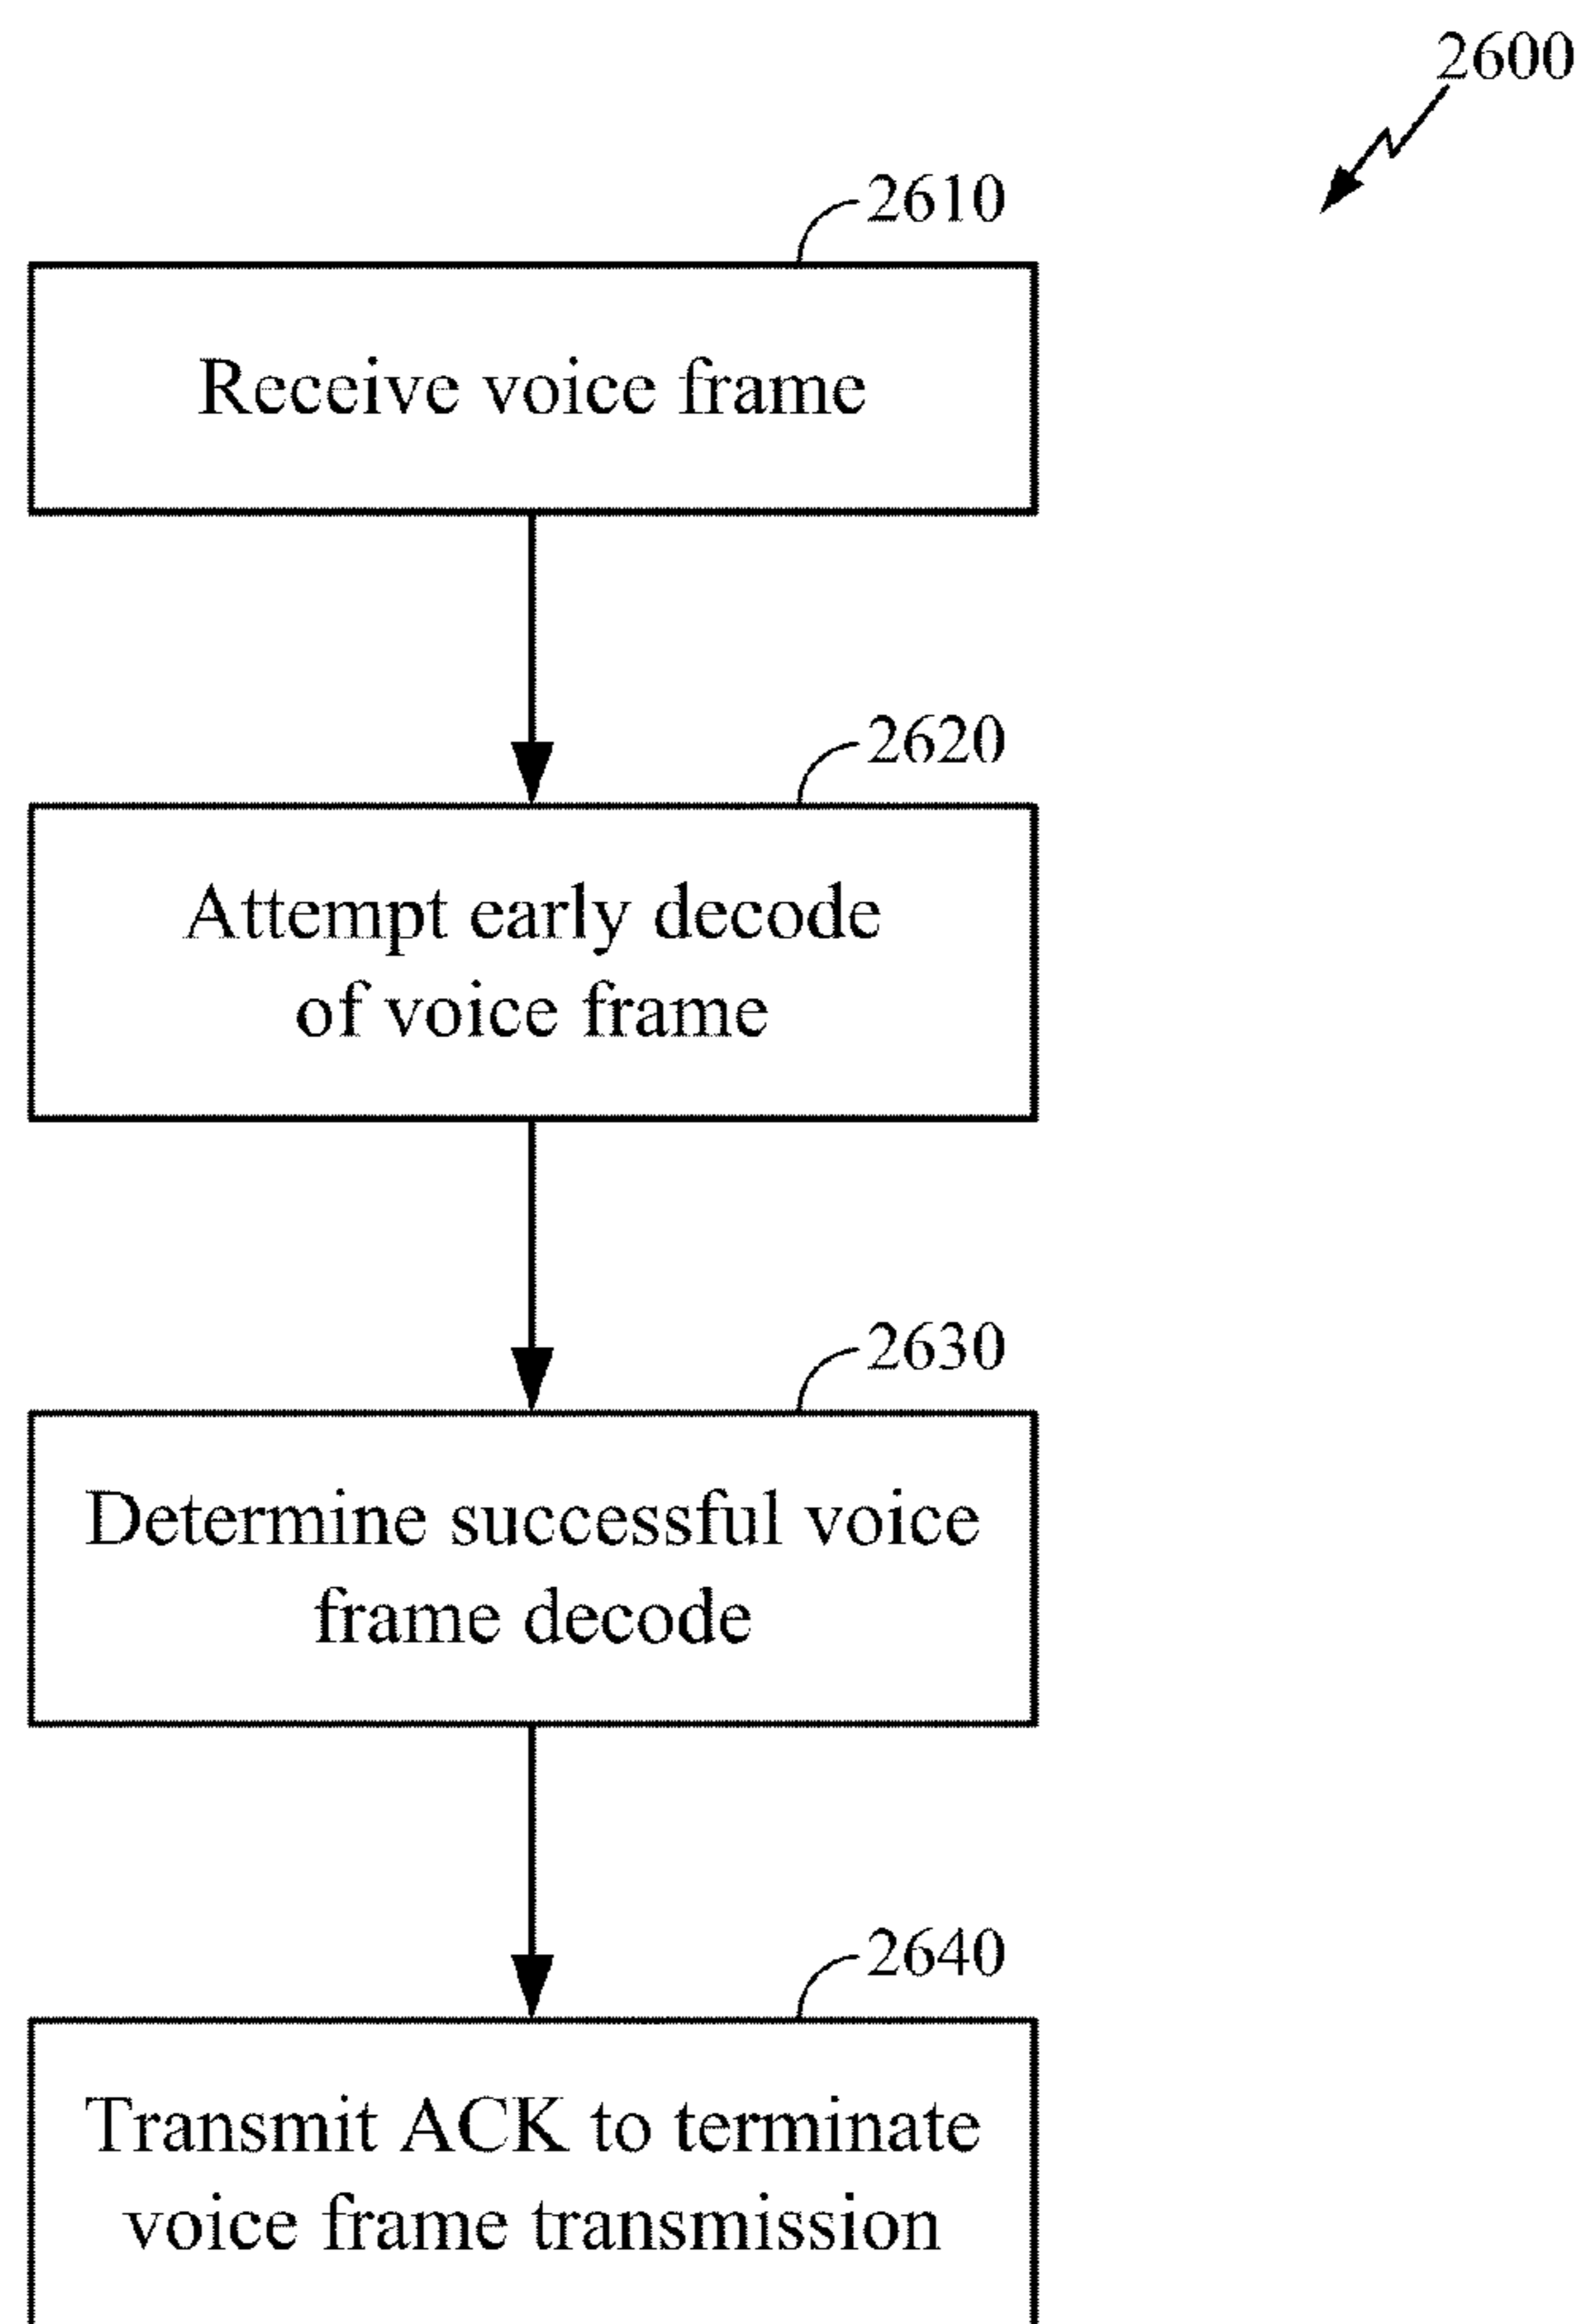 2600
2610
Receive voice frame
2620
Attempt early decode
of voice frame
2630
Determine successful voice
frame decode
2640
Transmit ACK to terminate
voice frame transmission